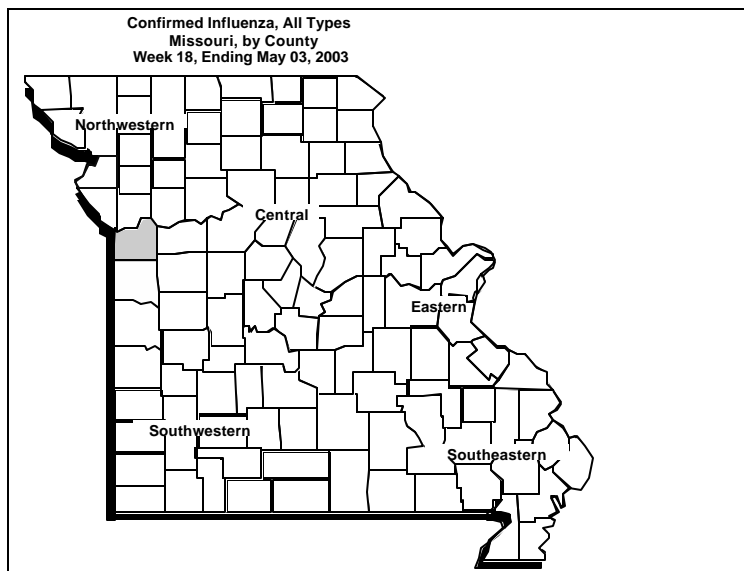 Confirmed Influenza, All Types
Missouri, by County
Week 18, Ending May 03, 2003
Northwestern
Central
Eastern
Southwestern
Southeastern